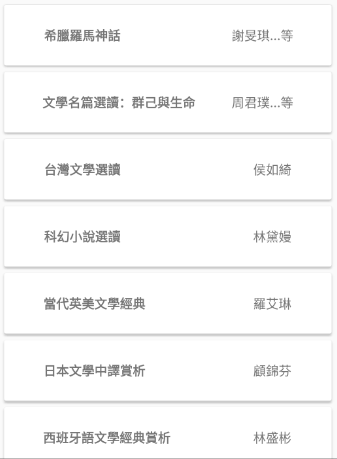 希臘羅馬神話 謝旻琪...等
文學名篇選讀：群己與生命 周君璞...等
台灣文學選讀 侯如綺
科幻小說選讀 林黛嫚
當代英美文學經典 羅艾琳
日本文學中譯賞析 顧錦芬
西班牙語文學經典賞析 林盛彬